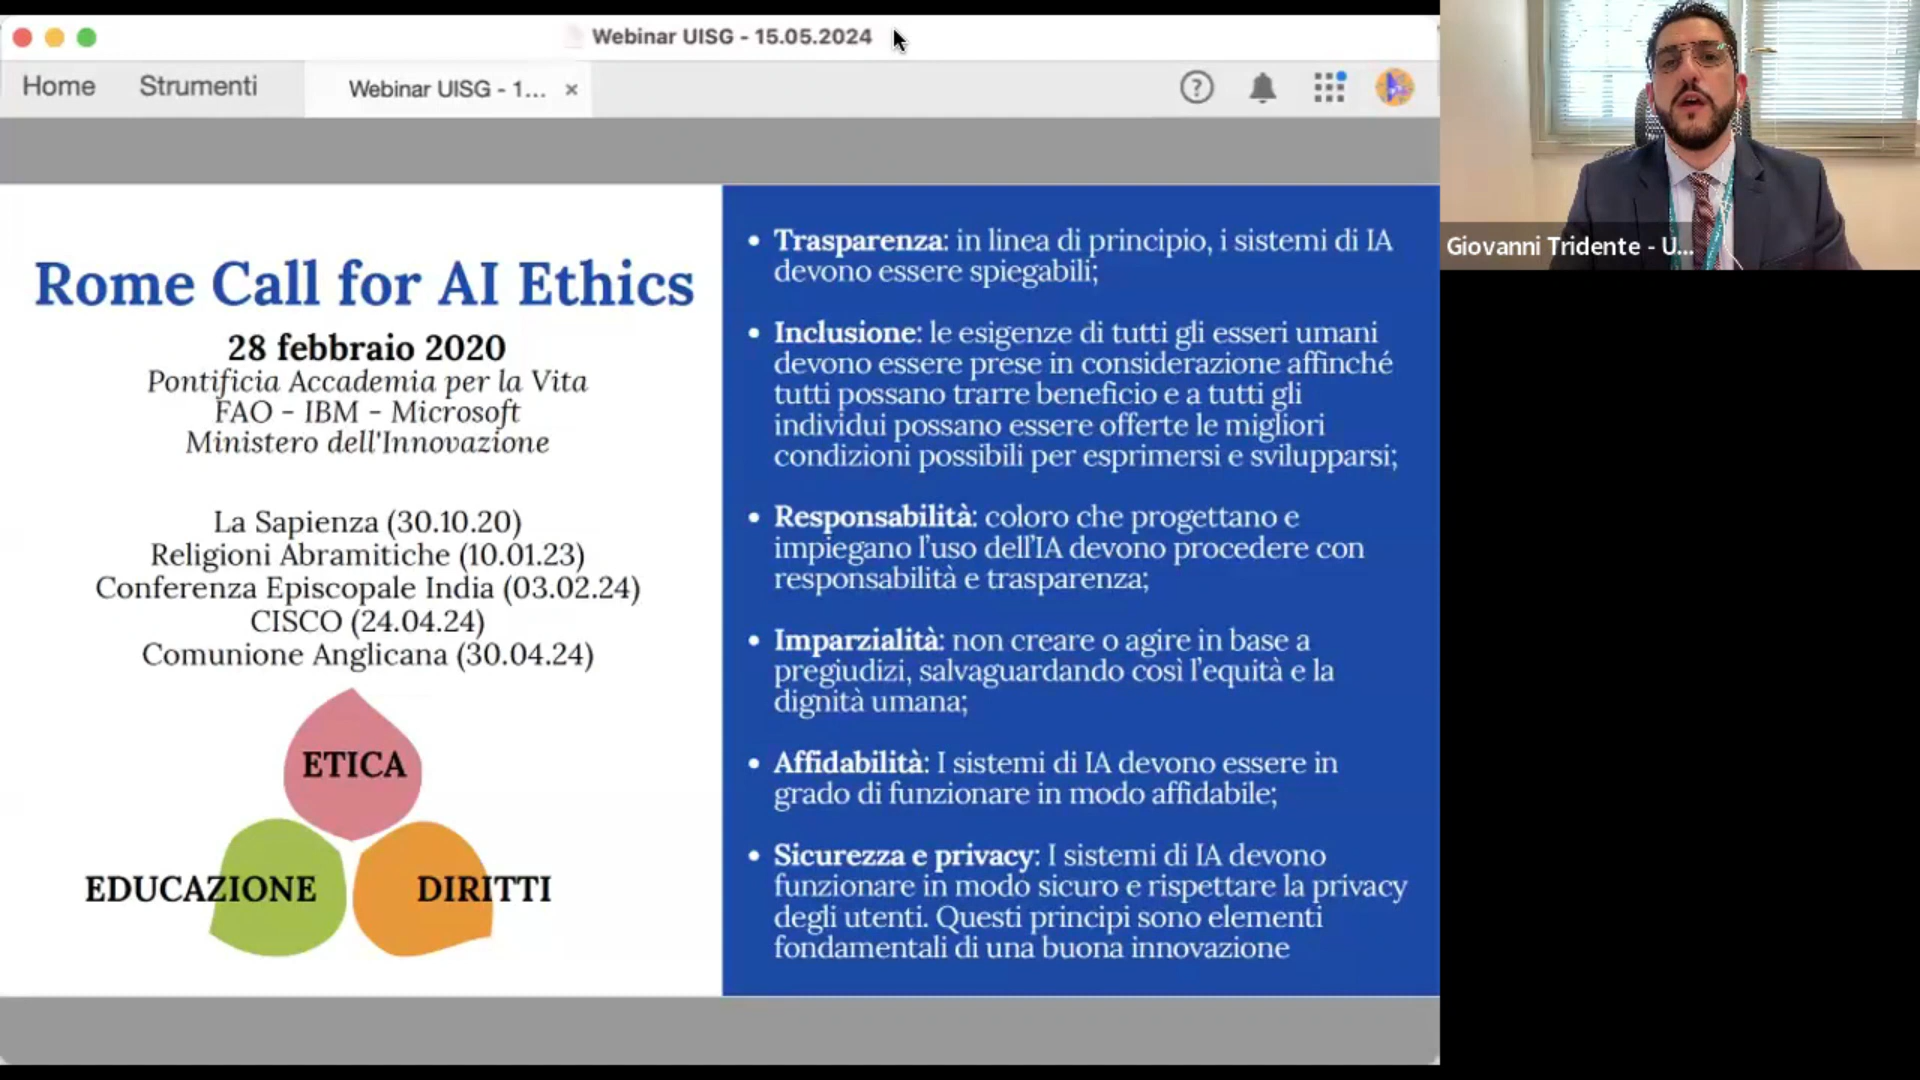 Webinar UISG - 15.05.2024
Home
Strumenti
Webinar UISG - 1...
Rome Call for AI Ethics
28 febbraio 2020
Pontificia Accademia per la Vita
FAO - IBM - Microsoft
Ministero dell'Innovazione
La Sapienza (30.10.20)
Religioni Abramitiche (10.01.23)
Conferenza Episcopale India (03.02.24)
CISCO (24.04.24)
Comunione Anglicana (30.04.24)
ETICA
EDUCAZIONE
DIRITTI
• Trasparenza: in linea di principio, i sistemi di IA
devono essere spiegabili;
• Inclusione: le esigenze di tutti gli esseri umani
devono essere prese in considerazione affinché
tutti possano trarre beneficio e a tutti gli
individui possano essere offerte le migliori
condizioni possibili per esprimersi e svilupparsi;
• Responsabilità: coloro che progettano e
impiegano l'uso dell'IA devono procedere con
responsabilità e trasparenza;
• Imparzialità: non creare o agire in base a
pregiudizi, salvaguardando così l'equità e la
dignità umana;
• Affidabilità: I sistemi di IA devono essere in
grado di funzionare in modo affidabile;
• Sicurezza e privacy: I sistemi di IA devono
funzionare in modo sicuro e rispettare la privacy
degli utenti. Questi principi sono elementi
fondamentali di una buona innovazione
Giovanni Tridente - U...